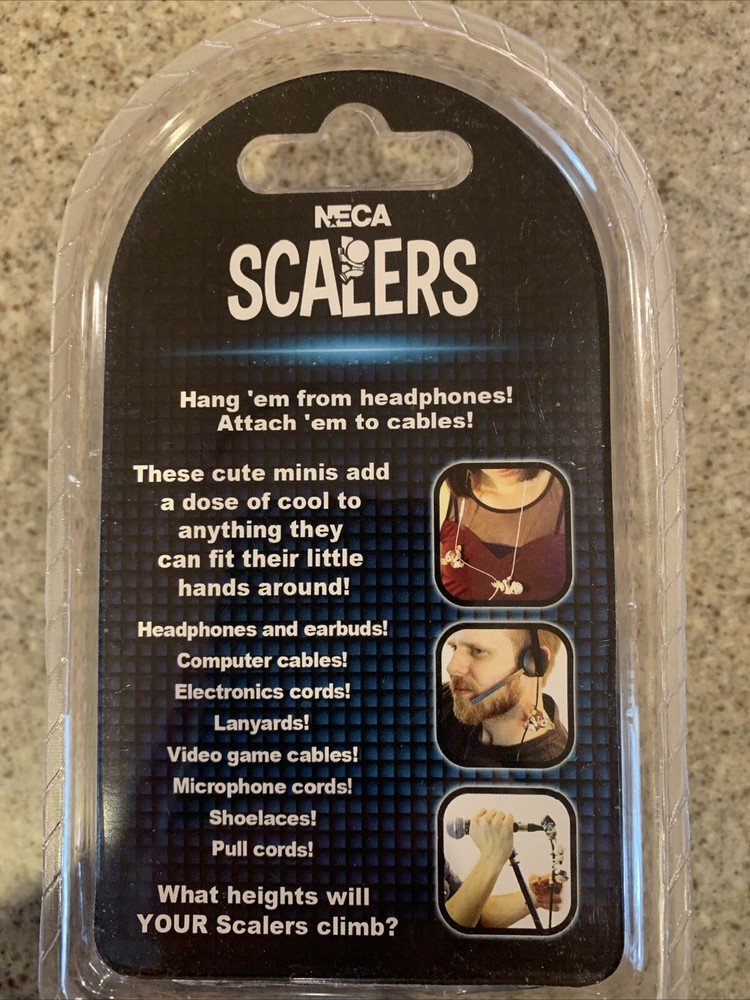 NECA
SCALERS
Hang 'em from headphones!
Attach 'em to cables!
These cute minis add
a dose of cool to
anything they
can fit their little
hands around!
Headphones and earbuds!
Computer cables!
Electronics cords!
Lanyards!
Video game cables!
Microphone cords!
Shoelaces!
Pull cords!
What heights will
YOUR Scalers climb?